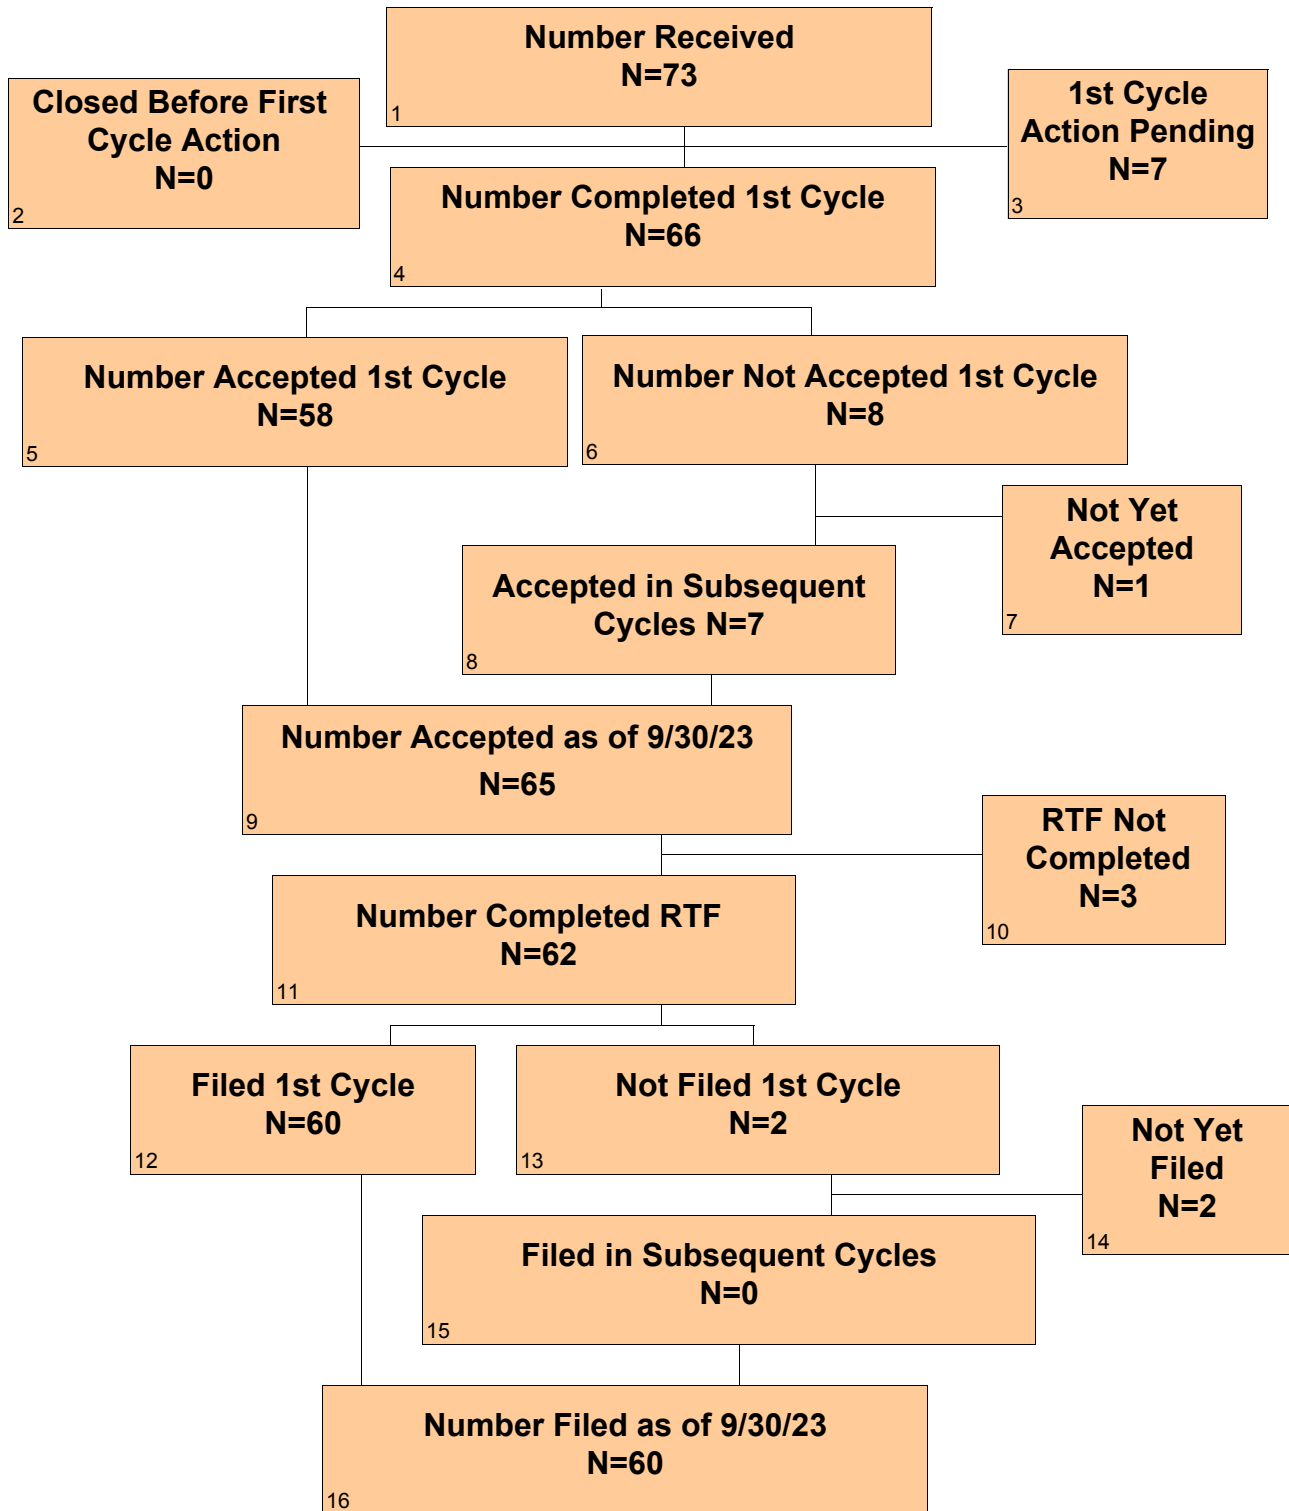 Number Received
N=73
1
Closed Before First
Cycle Action
N=0
2
1st Cycle
Action Pending
N=7
3
Number Completed 1st Cycle
N=66
4
Number Accepted 1st Cycle
N=58
5
Number Not Accepted 1st Cycle
N=8
6
Not Yet
Accepted
N=1
7
Accepted in Subsequent
Cycles N=7
8
Number Accepted as of 9/30/23
N=65
9
RTF Not
Completed
N=3
10
Number Completed RTF
N=62
11
Filed 1st Cycle
N=60
12
Not Filed 1st Cycle
N=2
13
Not Yet
Filed
N=2
14
Filed in Subsequent Cycles
N=0
15
Number Filed as of 9/30/23
N=60
16